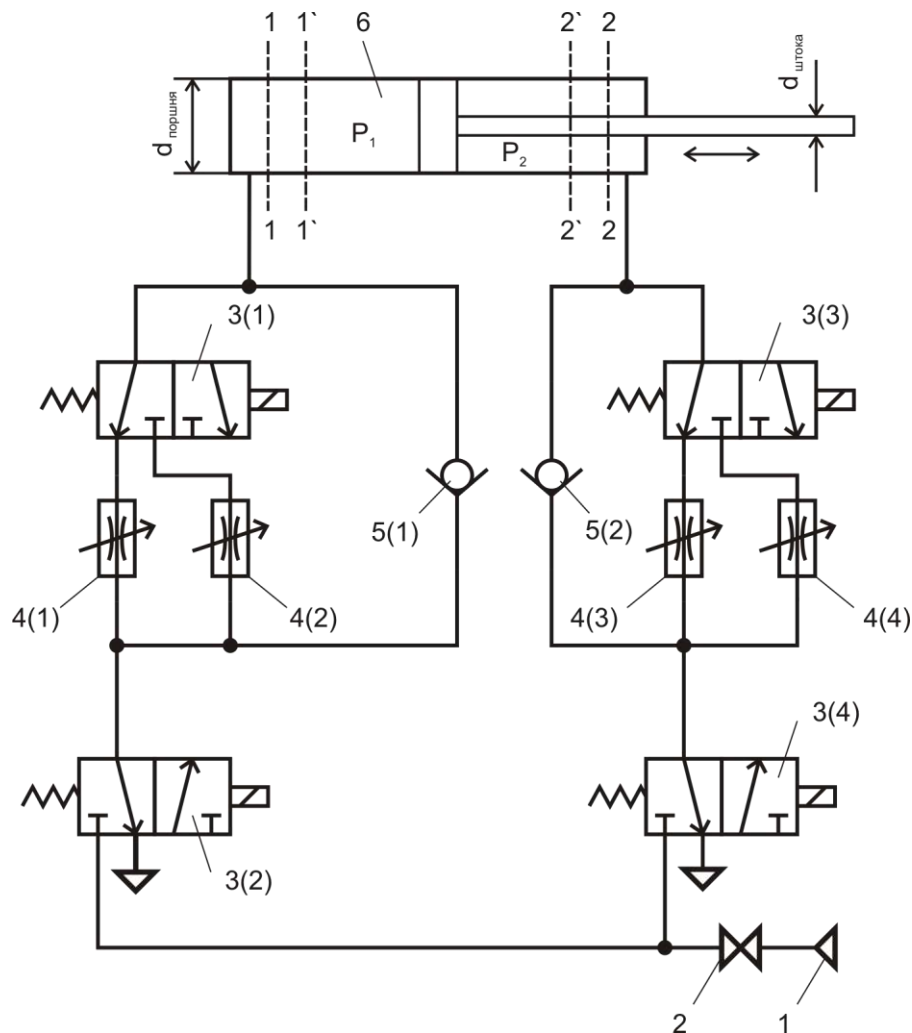 1 1` 6 2` 2
d штока
d поршня
P1
P2
1 1` 2` 2
3(1)
3(3)
5(1)
5(2)
4(1)
4(2)
4(3)
4(4)
3(4)
3(2)
2
1